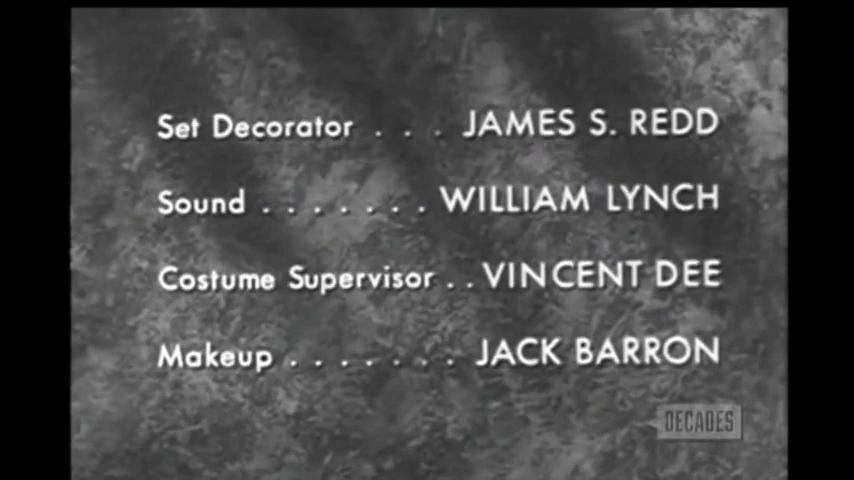 Set Decorator . . . JAMES S. REDD
Sound . . . . . . . WILLIAM LYNCH
Costume Supervisor . . VINCENT DEE
Makeup . . . . . . . JACK BARRON
DECADES